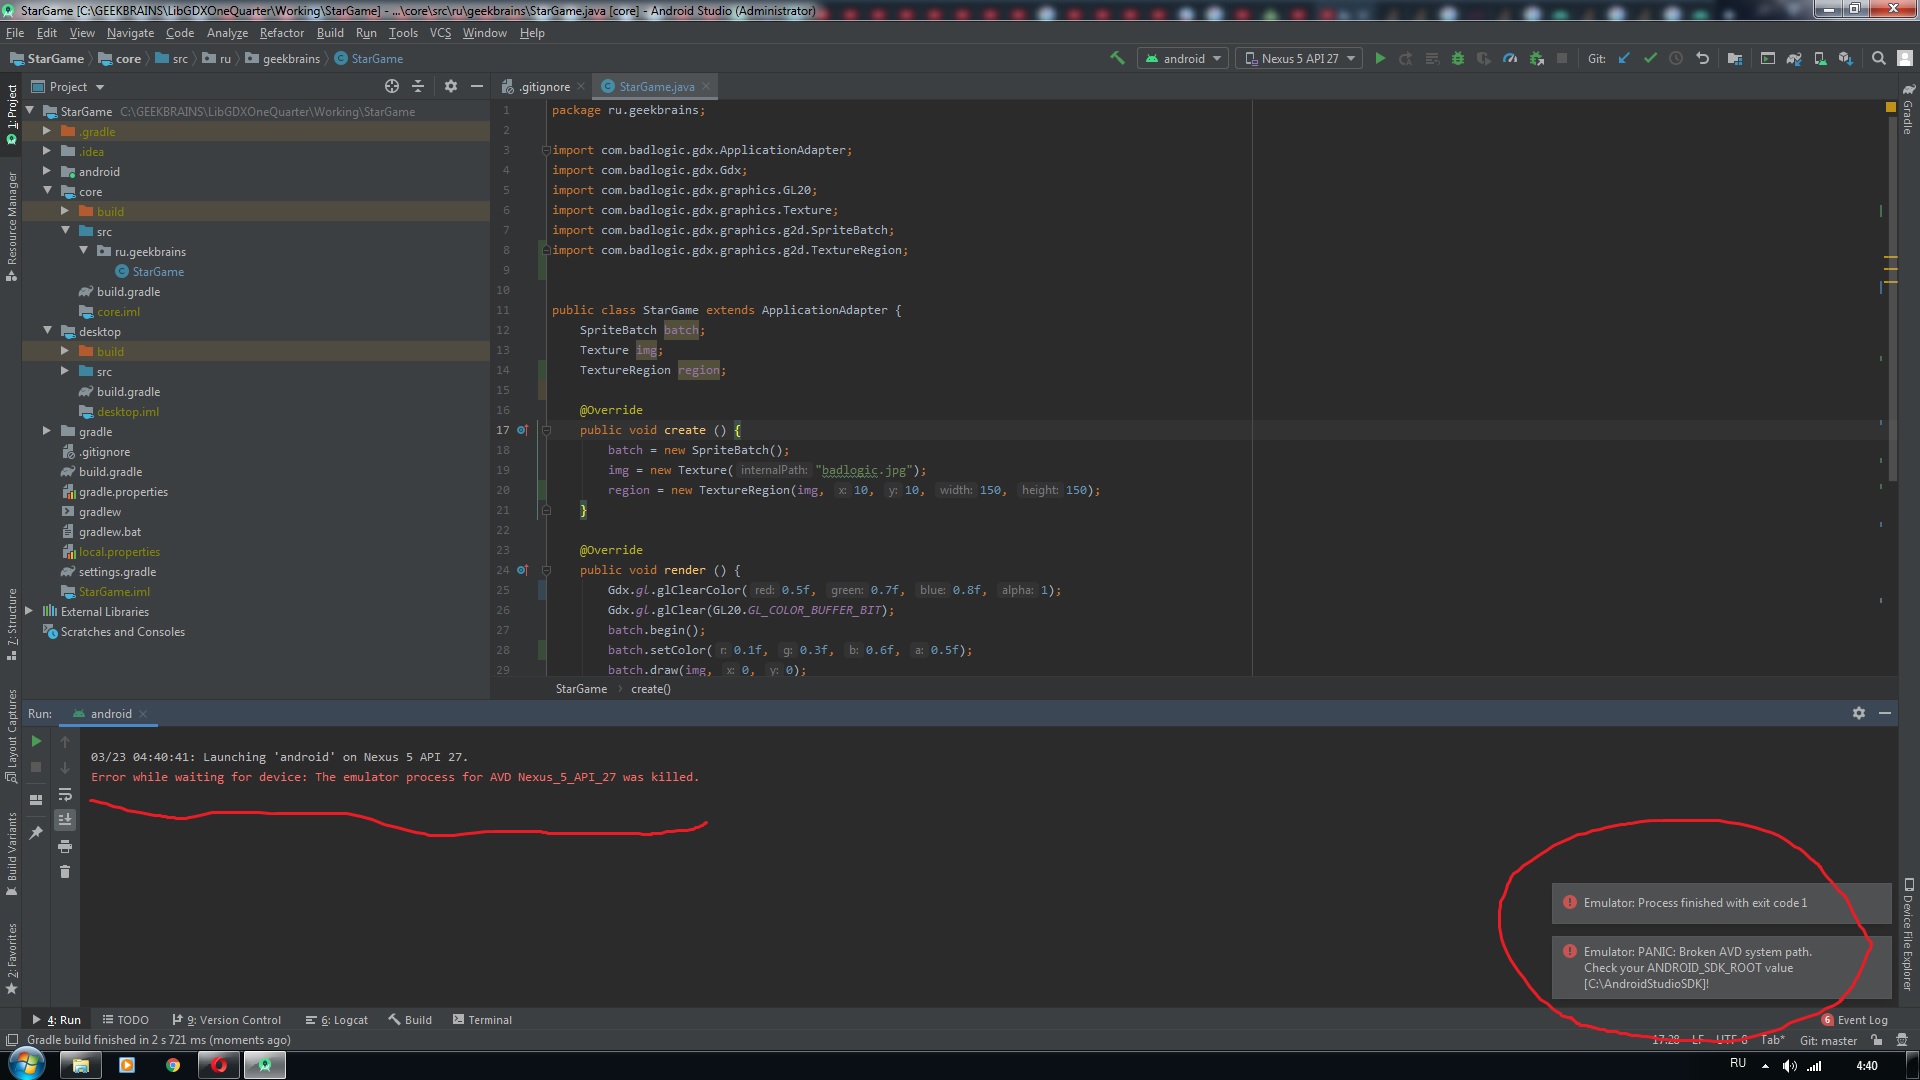 StarGame [C:\GEEKBRAINS\LibGDXOneQuarter\Working\StarGame] - ...\core\src\ru\geekbrains\StarGame.java [core] - Android Studio (Administrator)
File Edit View Navigate Code Analyze Refactor Build Run Tools VCS Window Help
StarGame core src ru geekbrains StarGame android Nexus 5 API 27 Git:
Project .gitignore StarGame.java
1: Project
Resource Manager
7: Structure
Layout Captures
Build Variants
2: Favorites
StarGame C:\GEEKBRAINS\LibGDXOneQuarter\Working\StarGame
.gradle
.idea
android
core
build
src
ru.geekbrains
StarGame
build.gradle
core.iml
desktop
build
src
build.gradle
desktop.iml
gradle
.gitignore
build.gradle
gradle.properties
gradlew
gradlew.bat
local.properties
settings.gradle
StarGame.iml
External Libraries
Scratches and Consoles
1 package ru.geekbrains;
2
3 import com.badlogic.gdx.ApplicationAdapter;
4 import com.badlogic.gdx.Gdx;
5 import com.badlogic.gdx.graphics.GL20;
6 import com.badlogic.gdx.graphics.Texture;
7 import com.badlogic.gdx.graphics.g2d.SpriteBatch;
8 import com.badlogic.gdx.graphics.g2d.TextureRegion;
9
10
11 public class StarGame extends ApplicationAdapter {
12 SpriteBatch batch;
13 Texture img;
14 TextureRegion region;
15
16 @Override
17 public void create () {
18 batch = new SpriteBatch();
19 img = new Texture( internalPath: "badlogic.jpg");
20 region = new TextureRegion(img, x: 10, y: 10, width: 150, height: 150);
21 }
22
23 @Override
24 public void render () {
25 Gdx.gl.glClearColor( red: 0.5f, green: 0.7f, blue: 0.8f, alpha: 1);
26 Gdx.gl.glClear(GL20.GL_COLOR_BUFFER_BIT);
27 batch.begin();
28 batch.setColor( r: 0.1f, g: 0.3f, b: 0.6f, a: 0.5f);
29 batch.draw(img, x: 0, y: 0);
StarGame create()
Gradle
Device File Explorer
Run: android
03/23 04:40:41: Launching 'android' on Nexus 5 API 27.
Error while waiting for device: The emulator process for AVD Nexus_5_API_27 was killed.
Emulator: Process finished with exit code 1
Emulator: PANIC: Broken AVD system path.
Check your ANDROID_SDK_ROOT value
[C:\AndroidStudioSDK]!
4: Run TODO 9: Version Control 6: Logcat Build Terminal 6 Event Log
Gradle build finished in 2 s 721 ms (moments ago) 17:28 LF UTF-8 Tab* Git: master
RU 4:40